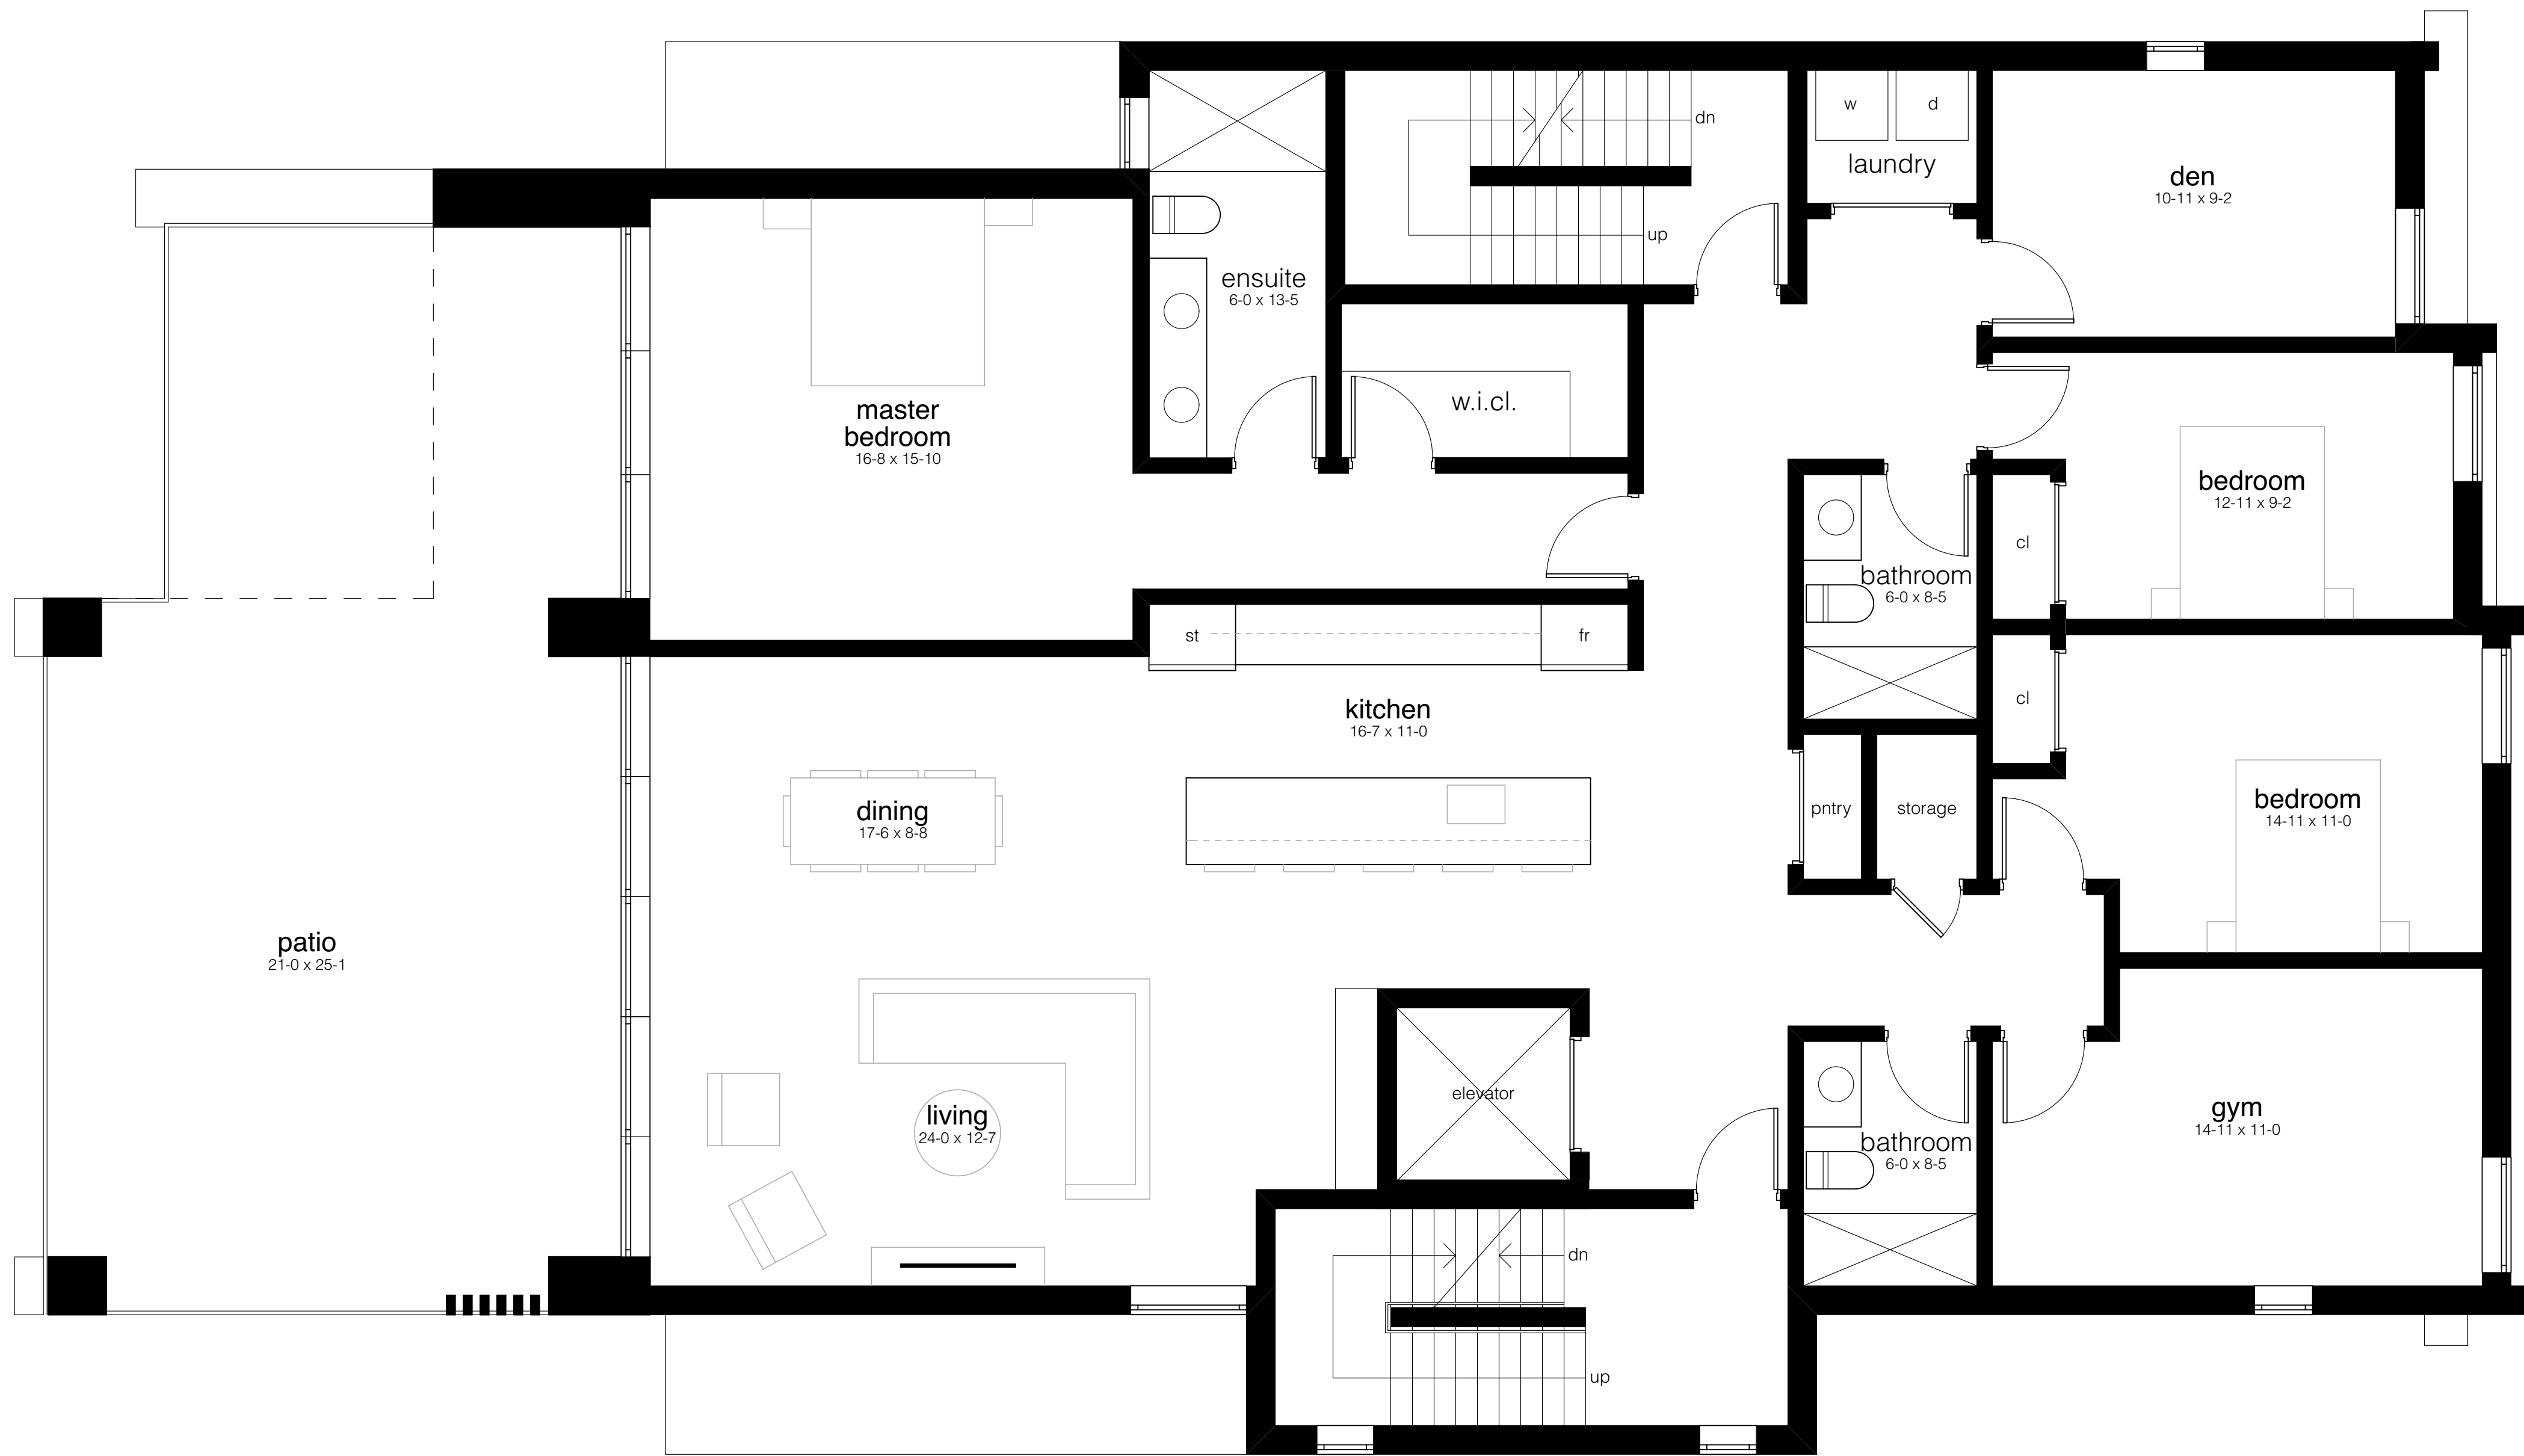 w
d
dn
laundry
den
10-11 x 9-2
up
ensuite
6-0 x 13-5
master
bedroom
16-8 x 15-10
w.i.cl.
bedroom
12-11 x 9-2
cl
bathroom
6-0 x 8-5
st
fr
cl
kitchen
16-7 x 11-0
dining
17-6 x 8-8
pntry
storage
bedroom
14-11 x 11-0
patio
21-0 x 25-1
elevator
living
24-0 x 12-7
gym
14-11 x 11-0
bathroom
6-0 x 8-5
dn
up